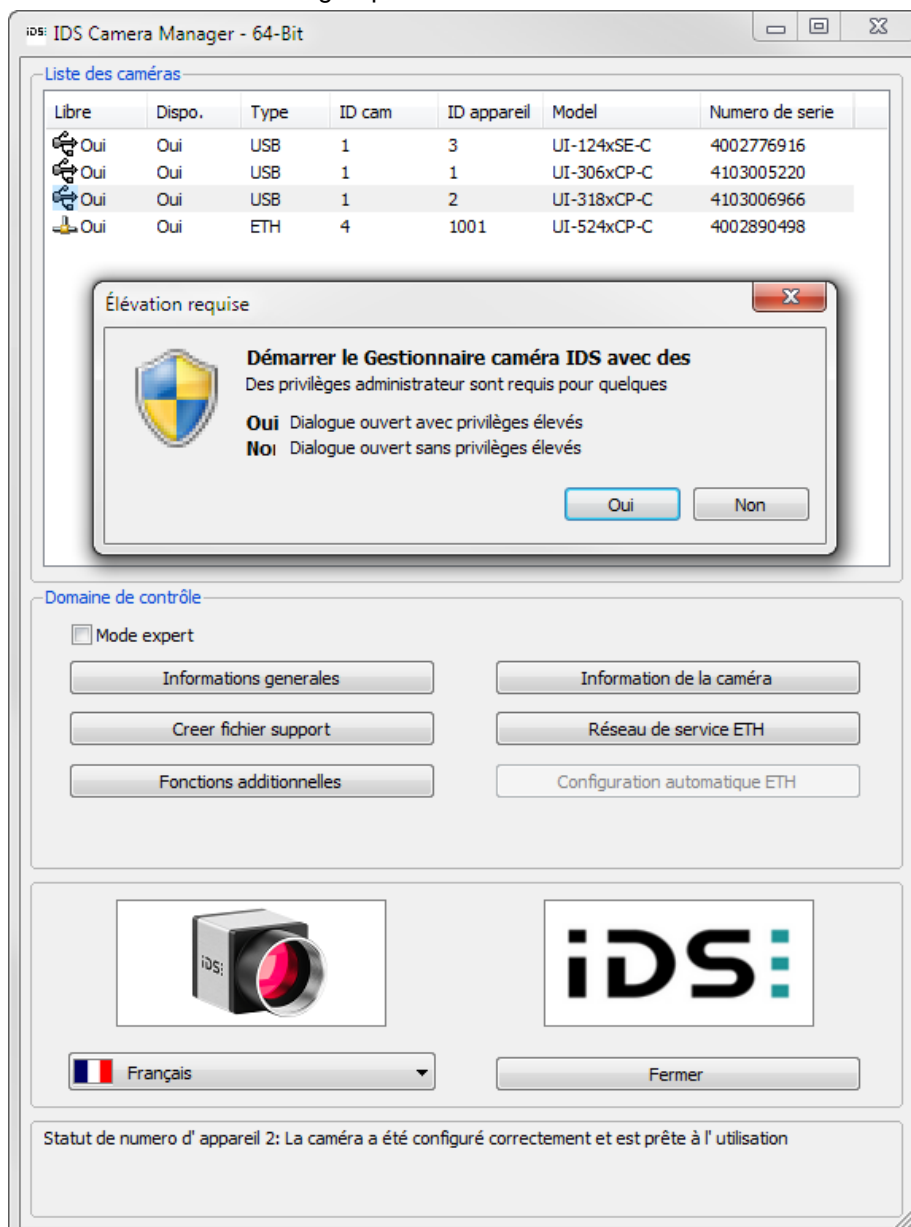 IDS Camera Manager - 64-Bit
Liste des caméras
Libre Dispo. Type ID cam ID appareil Model Numero de serie
Oui Oui USB 1 3 UI-124xSE-C 4002776916
Oui Oui USB 1 1 UI-306xCP-C 4103005220
Oui Oui USB 1 2 UI-318xCP-C 4103006966
Oui Oui ETH 4 1001 UI-524xCP-C 4002890498
Élévation requise
Démarrer le Gestionnaire caméra IDS avec des
Des privilèges administrateur sont requis pour quelques
Oui Dialogue ouvert avec privilèges élevés
Dialogue ouvert sans privilèges élevés
Oui Non
Domaine de contrôle
Mode expert
Informations generales Information de la caméra
Creer fichier support Réseau de service ETH
Fonctions additionnelles Configuration automatique ETH
iDS:
iDS:
Français Fermer
Statut de numero d' appareil 2: La caméra a été configuré correctement et est prête à l' utilisation